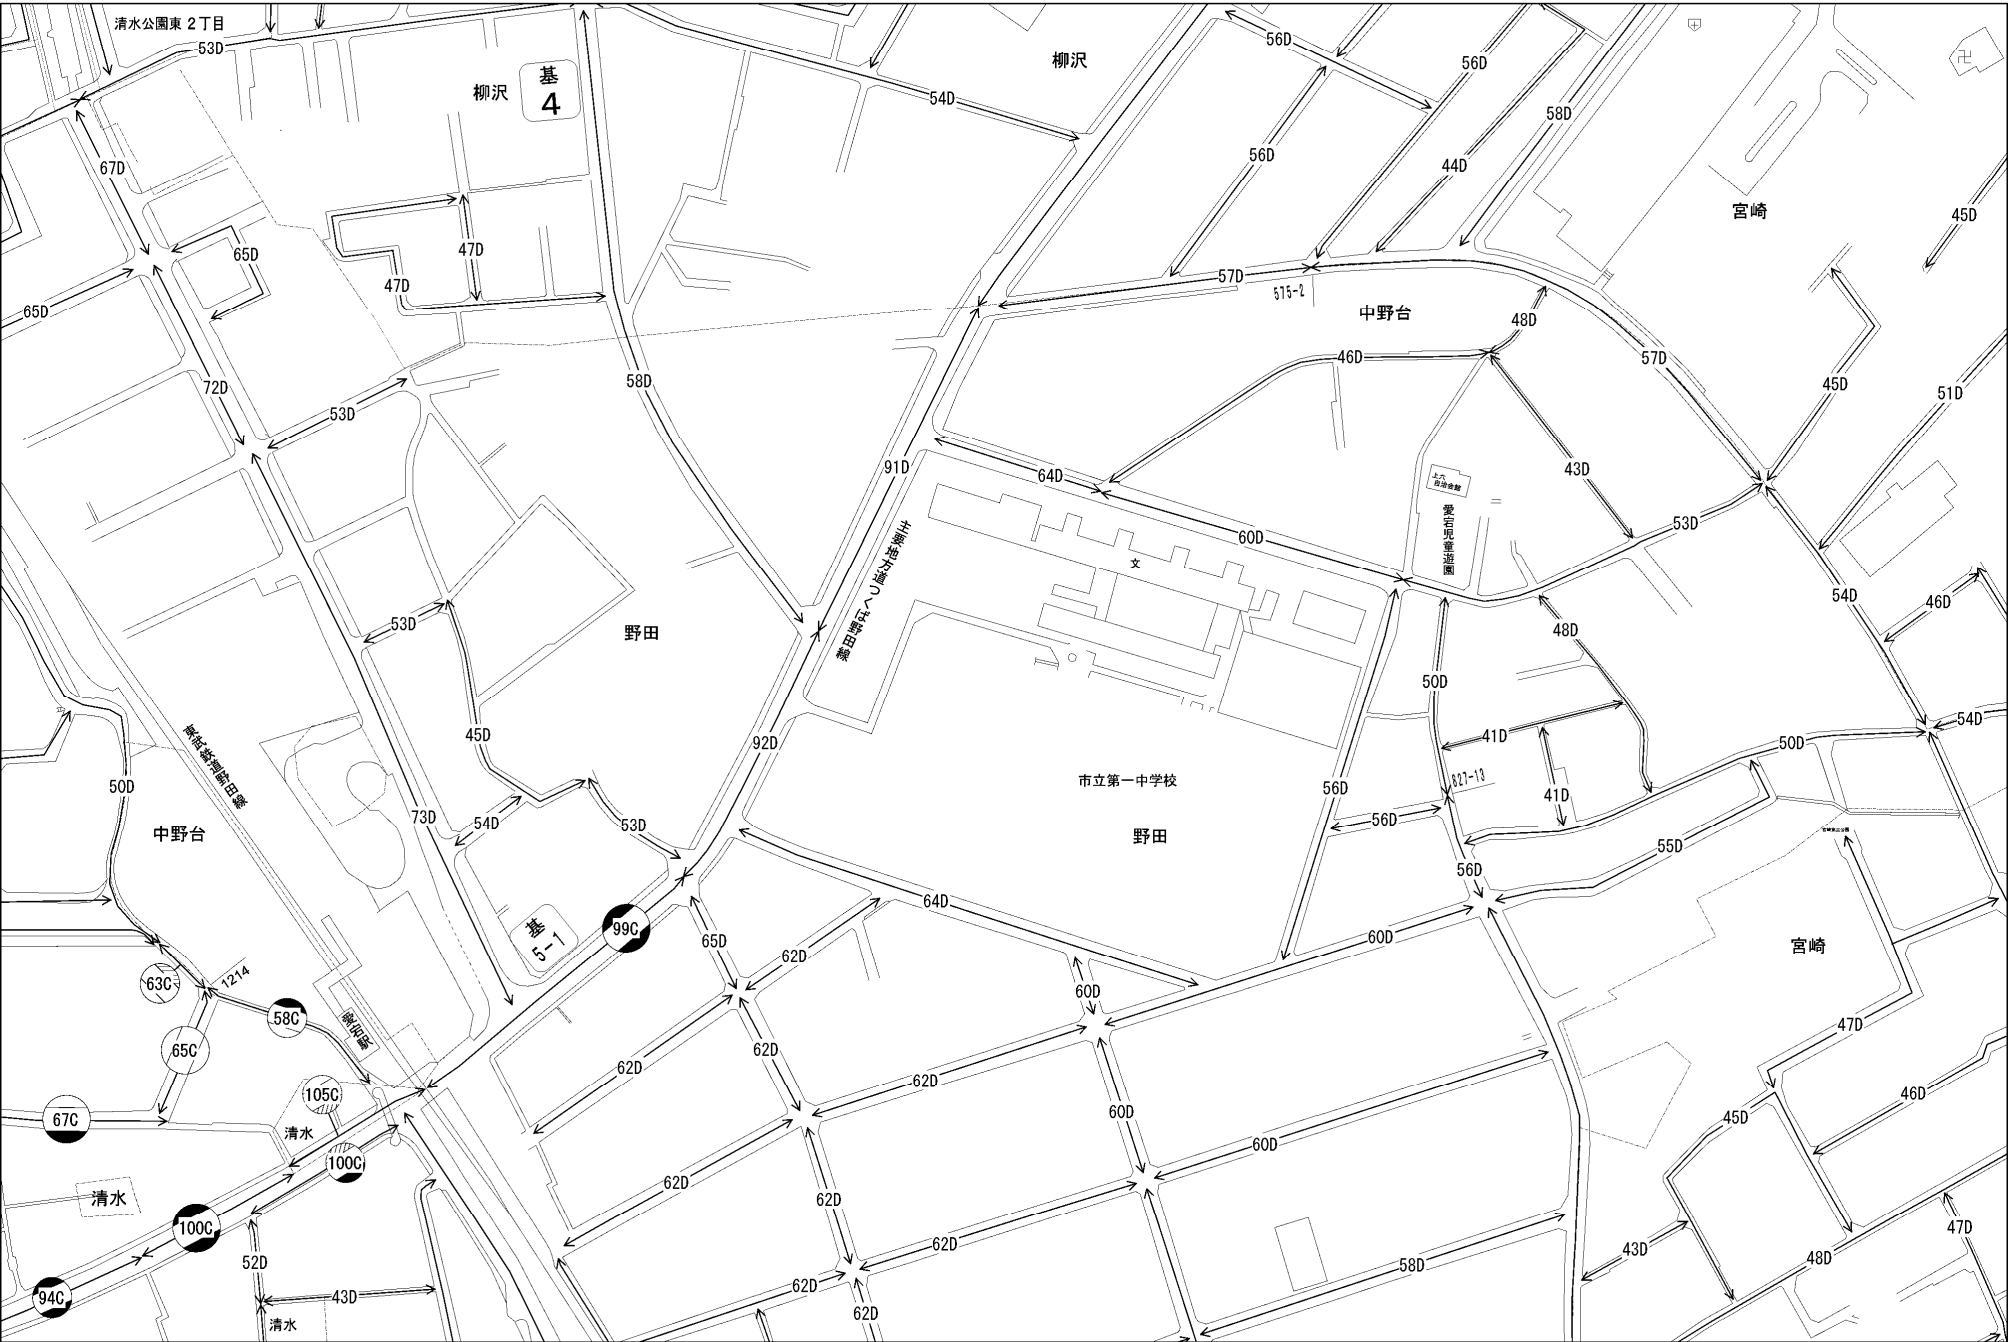 清水公園東 2丁目
53D
柳沢
基
4
54D
柳沢
56D
56D
58D
67D
56D
44D
宮崎
45D
65D
47D
47D
65D
57D
575-2
中野台
48D
46D
57D
58D
72D
53D
45D
51D
91D
64D
43D
上六
自治会館
愛宕児童遊園
53D
60D
主要地方道つくば野田線
文
54D
46D
53D
野田
48D
50D
45D
92D
41D
50D
54D
東武鉄道野田線
50D
市立第一中学校
827-13
41D
56D
56D
73D
54D
53D
中野台
野田
55D
56D
64D
基
5-1
99C
65D
62D
60D
宮崎
63C
1214
58C
60D
愛宕駅
65C
62D
62D
62D
47D
105C
67C
清水
60D
60D
46D
45D
100C
62D
62D
清水
100C
62D
52D
58D
43D
47D
48D
94C
43D
62D
62D
清水